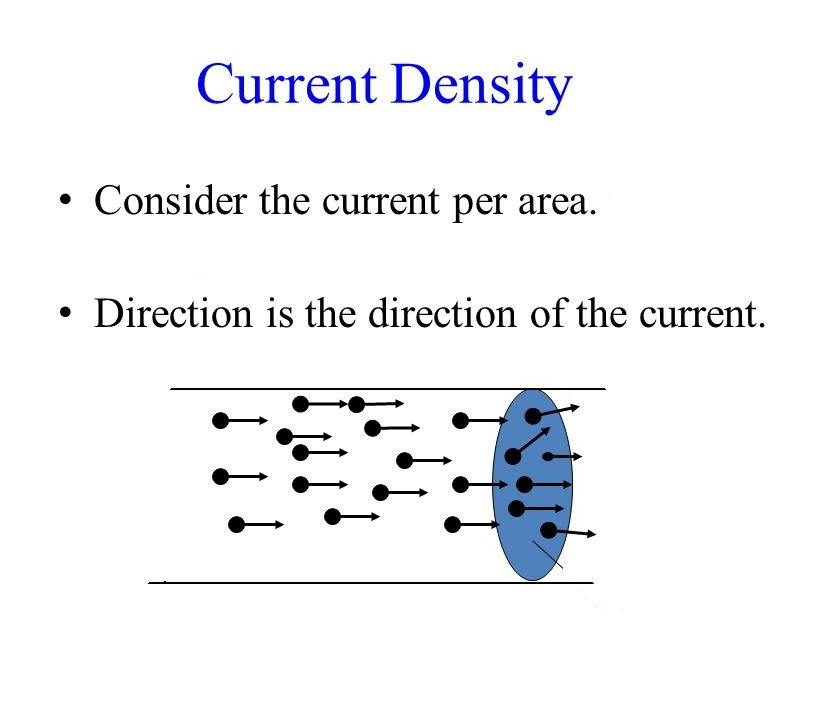 Current Density
• Consider the current per area.
• Direction is the direction of the current.